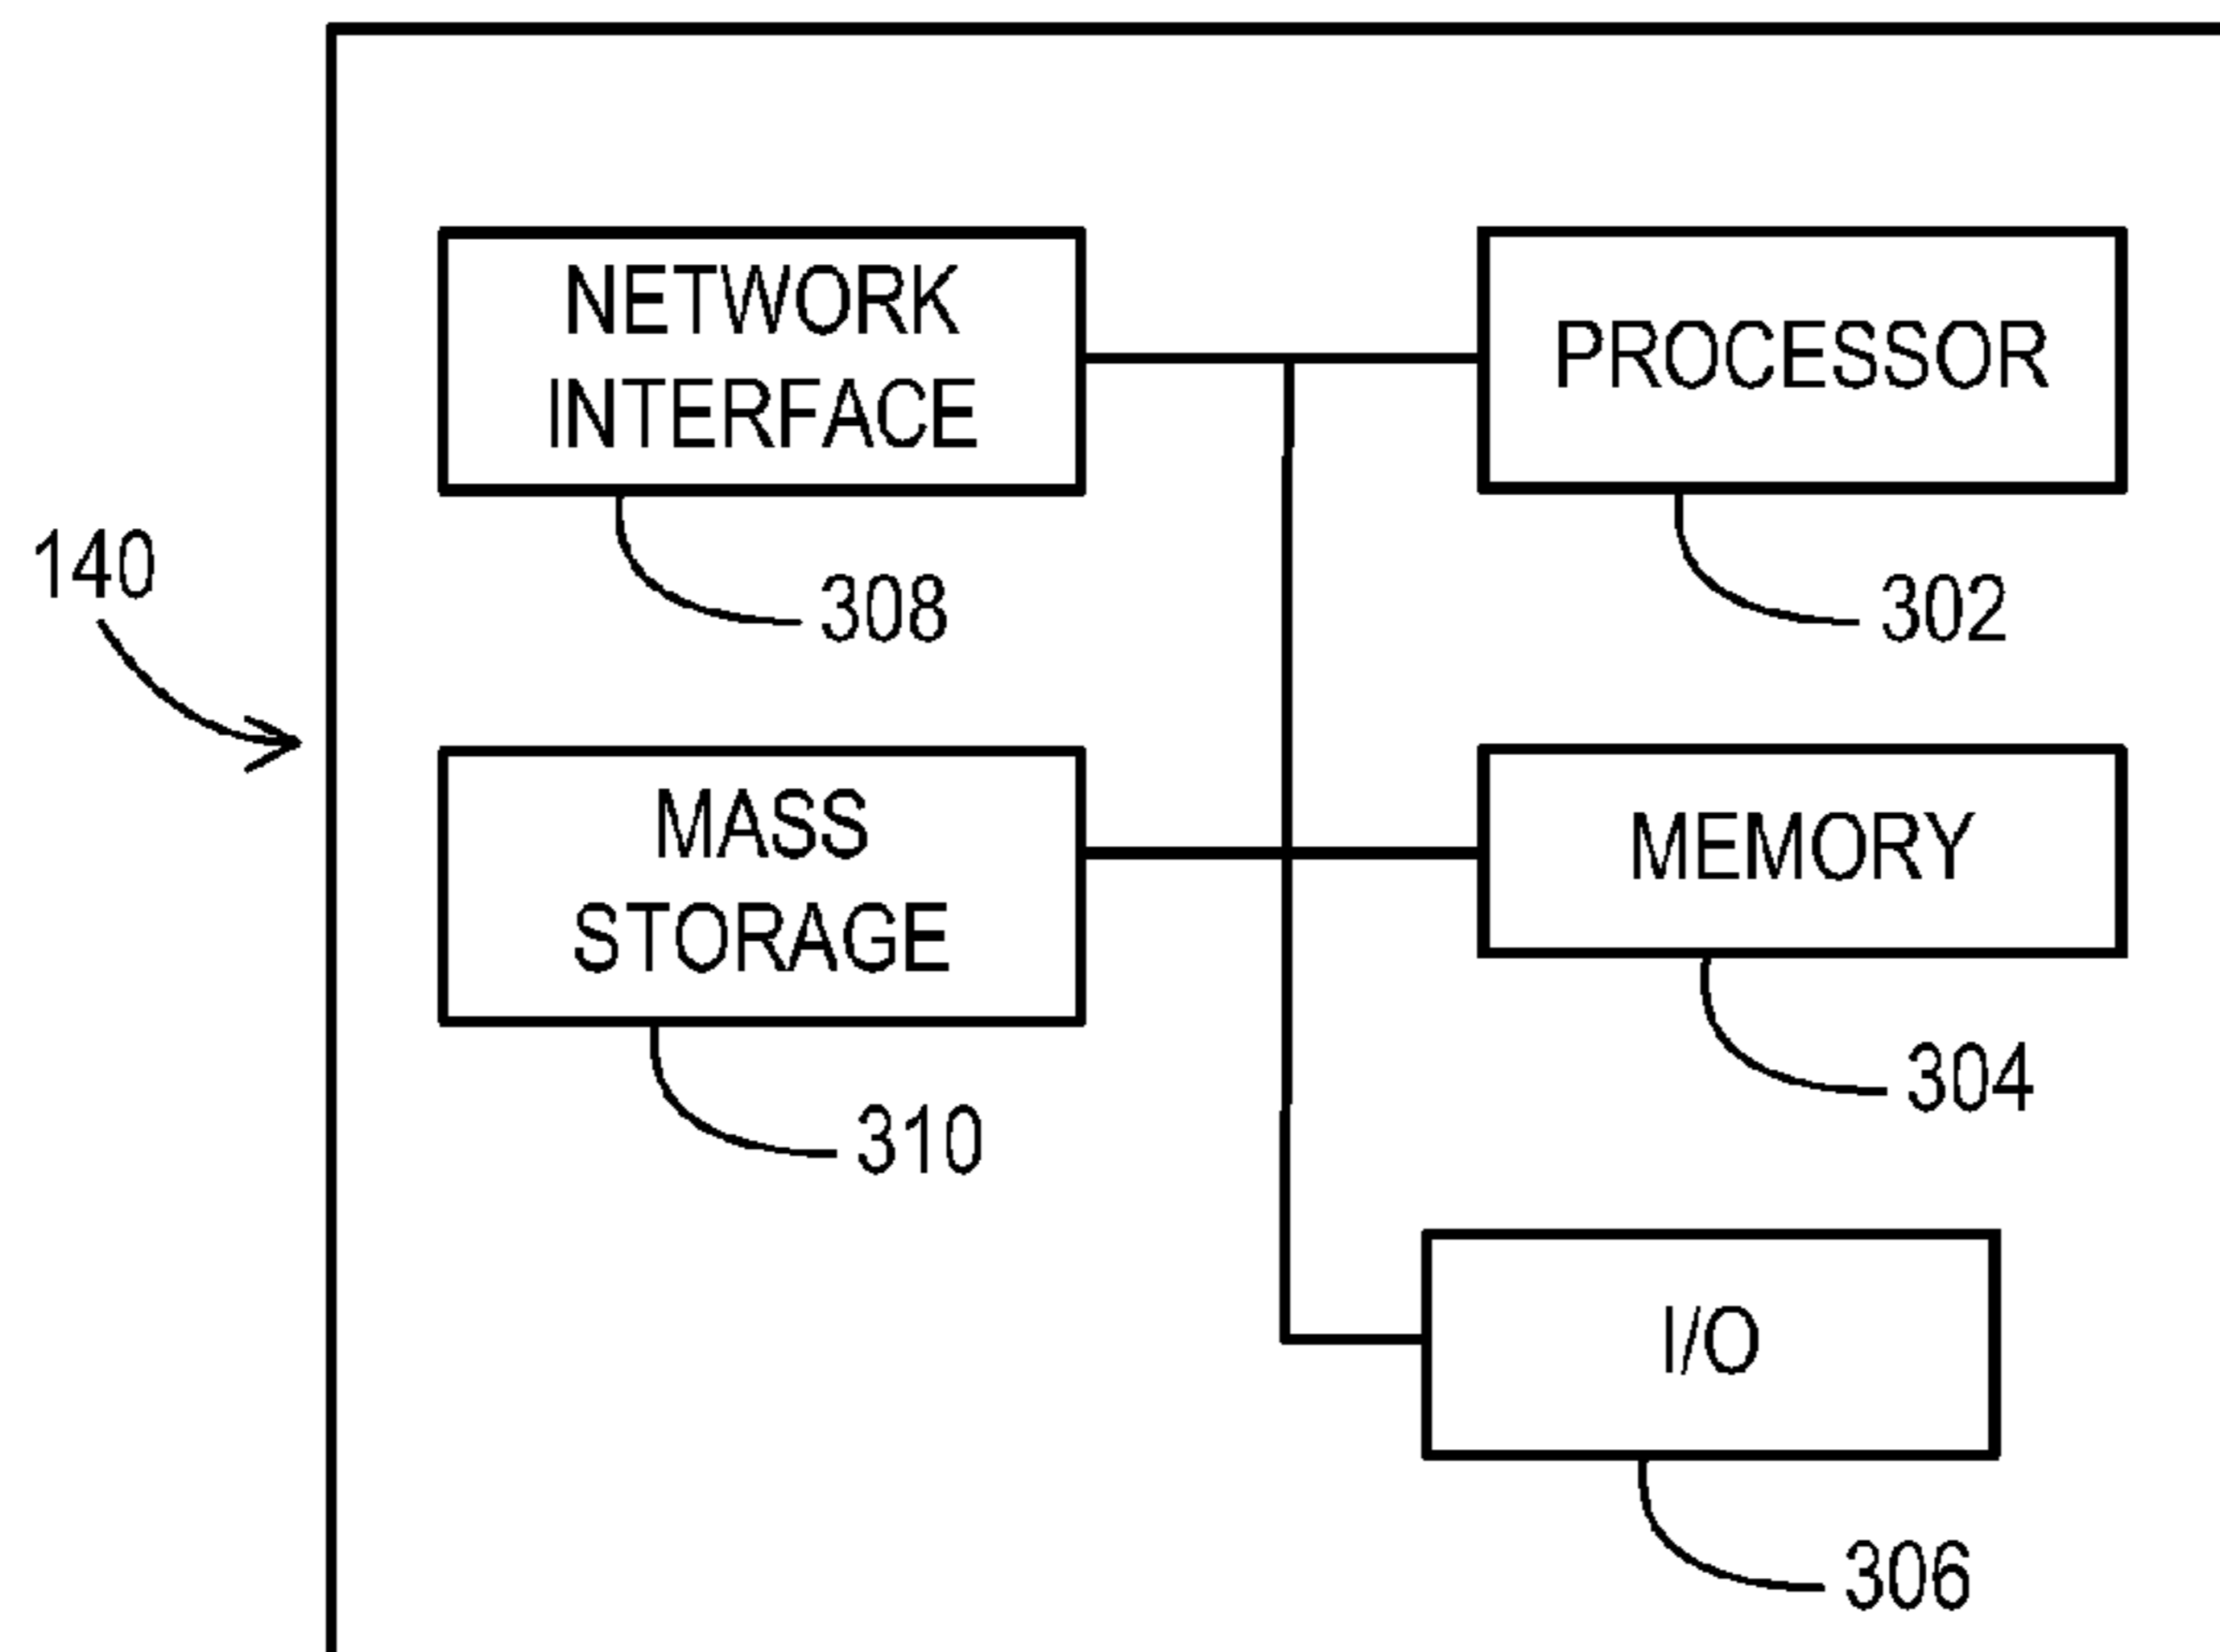 NETWORK
INTERFACE
PROCESSOR
140
308
302
MASS
STORAGE
MEMORY
304
310
I/O
306